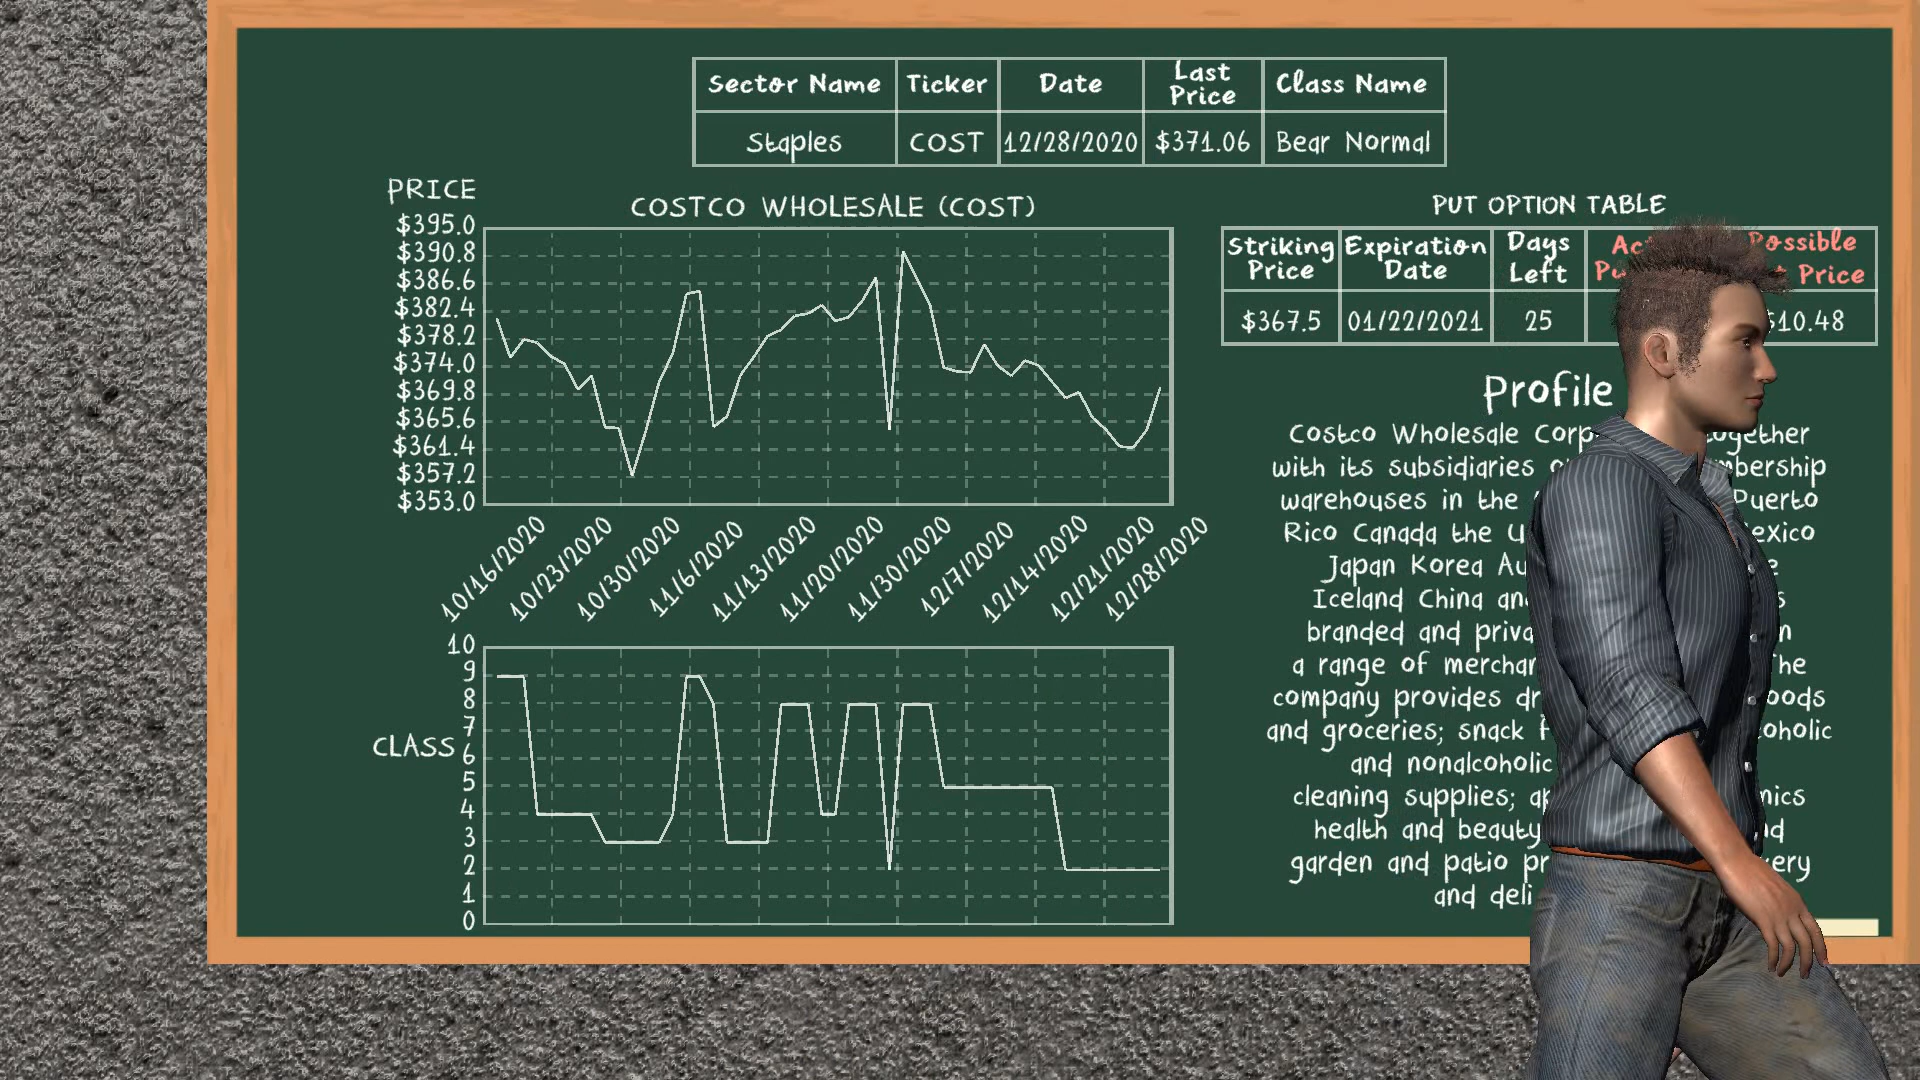 Sector Name Ticker Date Last Price Class Name
Staples COST 12/28/2020 $371.06 Bear Normal
PRICE
COSTCO WHOLESALE (COST)
$395.0
$390.8
$386.6
$382.4
$378.2
$374.0
$369.8
$365.6
$361.4
$357.2
$353.0
10/16/2020
10/23/2020
10/30/2020
11/6/2020
11/13/2020
11/20/2020
11/30/2020
12/7/2020
12/14/2020
12/21/2020
12/28/2020
CLASS
10
9
8
7
6
5
4
3
2
1
0
PUT OPTION TABLE
Striking Price Expiration Date Days Left Possible Price
$367.5 01/22/2021 25 $10.48
Profile
Costco Wholesale together
with its subsidiaries
warehouses in the Puerto
Rico Canada the
Japan Korea
Iceland China
branded and
a range of
company provides
and groceries; snack
and nonalcoholic
cleaning supplies;
health and beauty
garden and patio
and deli